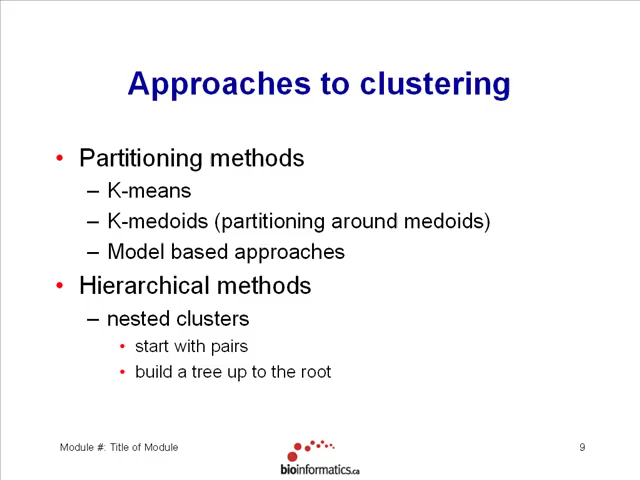 Approaches to clustering
• Partitioning methods
– K-means
– K-medoids (partitioning around medoids)
– Model based approaches
• Hierarchical methods
– nested clusters
• start with pairs
• build a tree up to the root
Module #: Title of Module
bioinformatics.ca
9